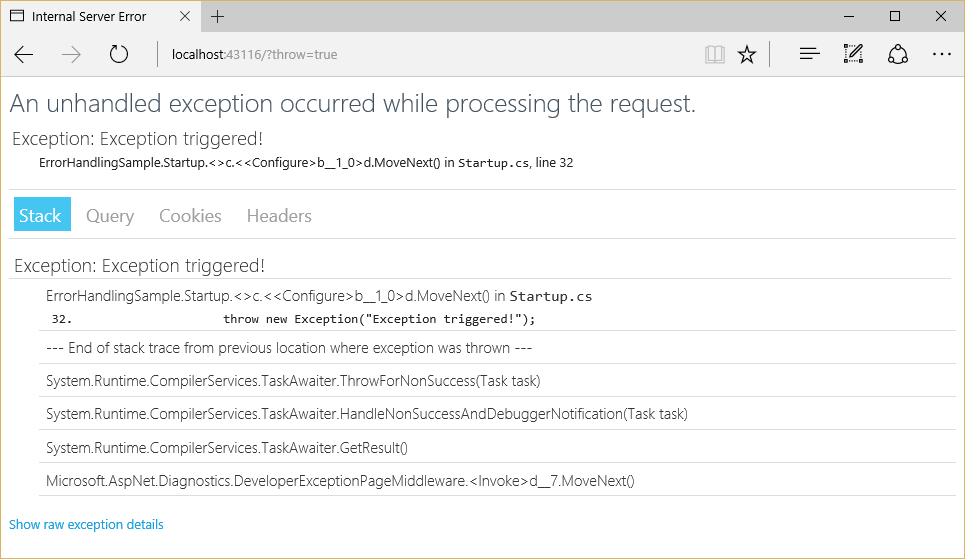 Internal Server Error
localhost:43116/?throw=true
An unhandled exception occurred while processing the request.
Exception: Exception triggered!
ErrorHandlingSample.Startup.<>c.<<Configure>b__1_0>d.MoveNext() in Startup.cs, line 32
Stack Query Cookies Headers
Exception: Exception triggered!
ErrorHandlingSample.Startup.<>c.<<Configure>b__1_0>d.MoveNext() in Startup.cs
32. throw new Exception("Exception triggered!");
--- End of stack trace from previous location where exception was thrown ---
System.Runtime.CompilerServices.TaskAwaiter.ThrowForNonSuccess(Task task)
System.Runtime.CompilerServices.TaskAwaiter.HandleNonSuccessAndDebuggerNotification(Task task)
System.Runtime.CompilerServices.TaskAwaiter.GetResult()
Microsoft.AspNet.Diagnostics.DeveloperExceptionPageMiddleware.<Invoke>d__7.MoveNext()
Show raw exception details